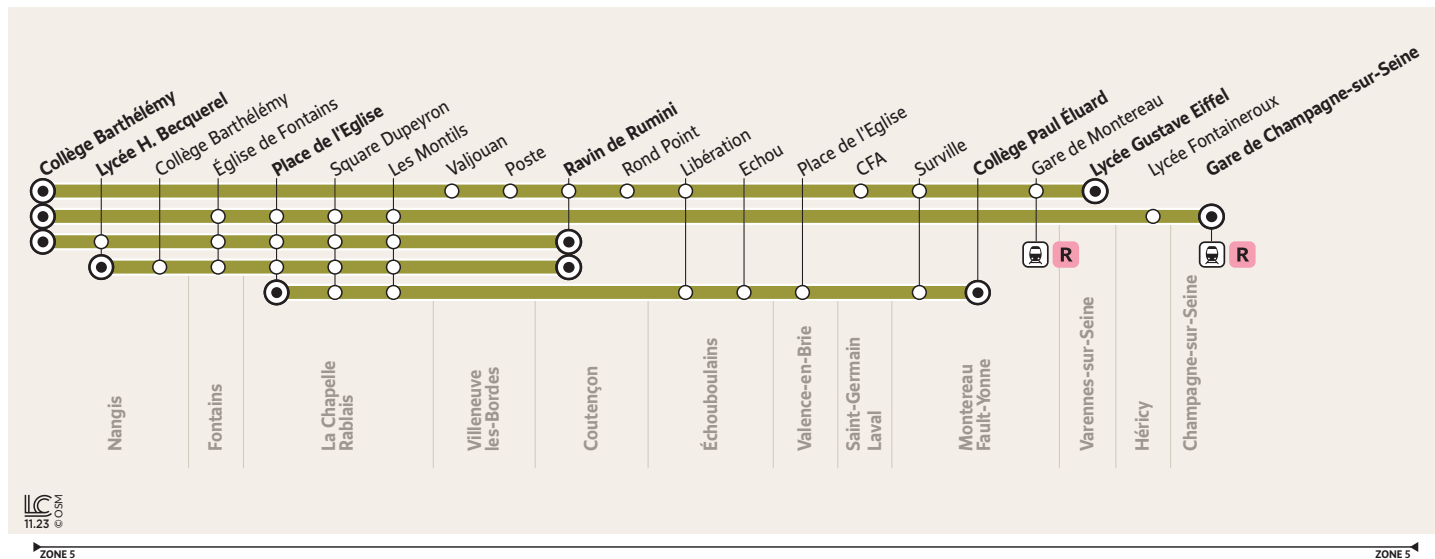 Collège Barthélémy
Lycée H. Becquerel
Collège Barthélémy
Église de Fontains
Place de l'Eglise
Square Dupeyron
Les Montils
Valjouan
Poste
Ravin de Rumini
Rond Point
Libération
Echou
Place de l'Eglise
CFA
Surville
Collège Paul Éluard
Gare de Montereau
Lycée Gustave Eiffel
Lycée Fontaineroux
Gare de Champagne-sur-Seine
R
R
Nangis
Fontains
La Chapelle
Rablais
Villeneuve
les-Bordes
Coutençon
Échouboulains
Valence-en-Brie
Saint-Germain
Laval
Montereau
Fault-Yonne
Varennes-sur-Seine
Héricy
Champagne-sur-Seine
LC
11.23
© OSM
ZONE 5
ZONE 5